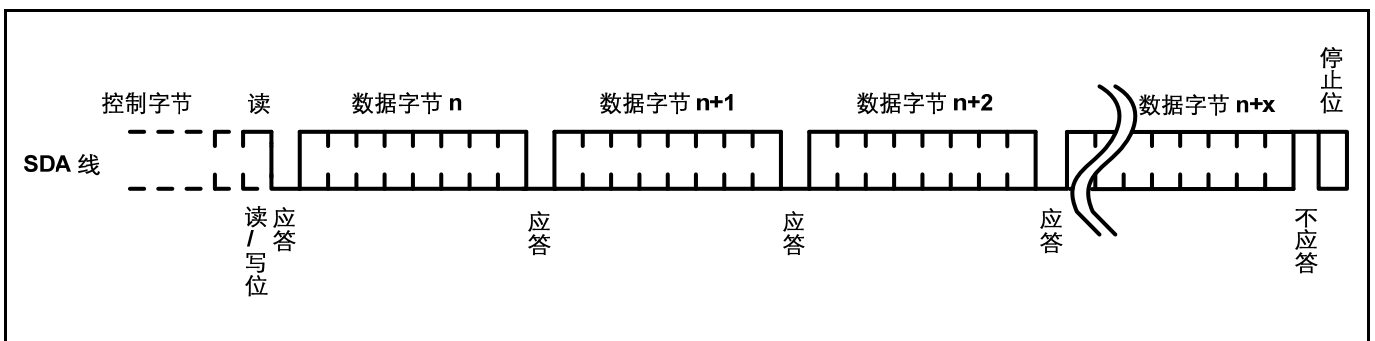 停止位
控制字节 读 数据字节 n 数据字节 n+1 数据字节 n+2 数据字节 n+x
SDA 线
读/写位 应答 应答 应答 应答 不应答